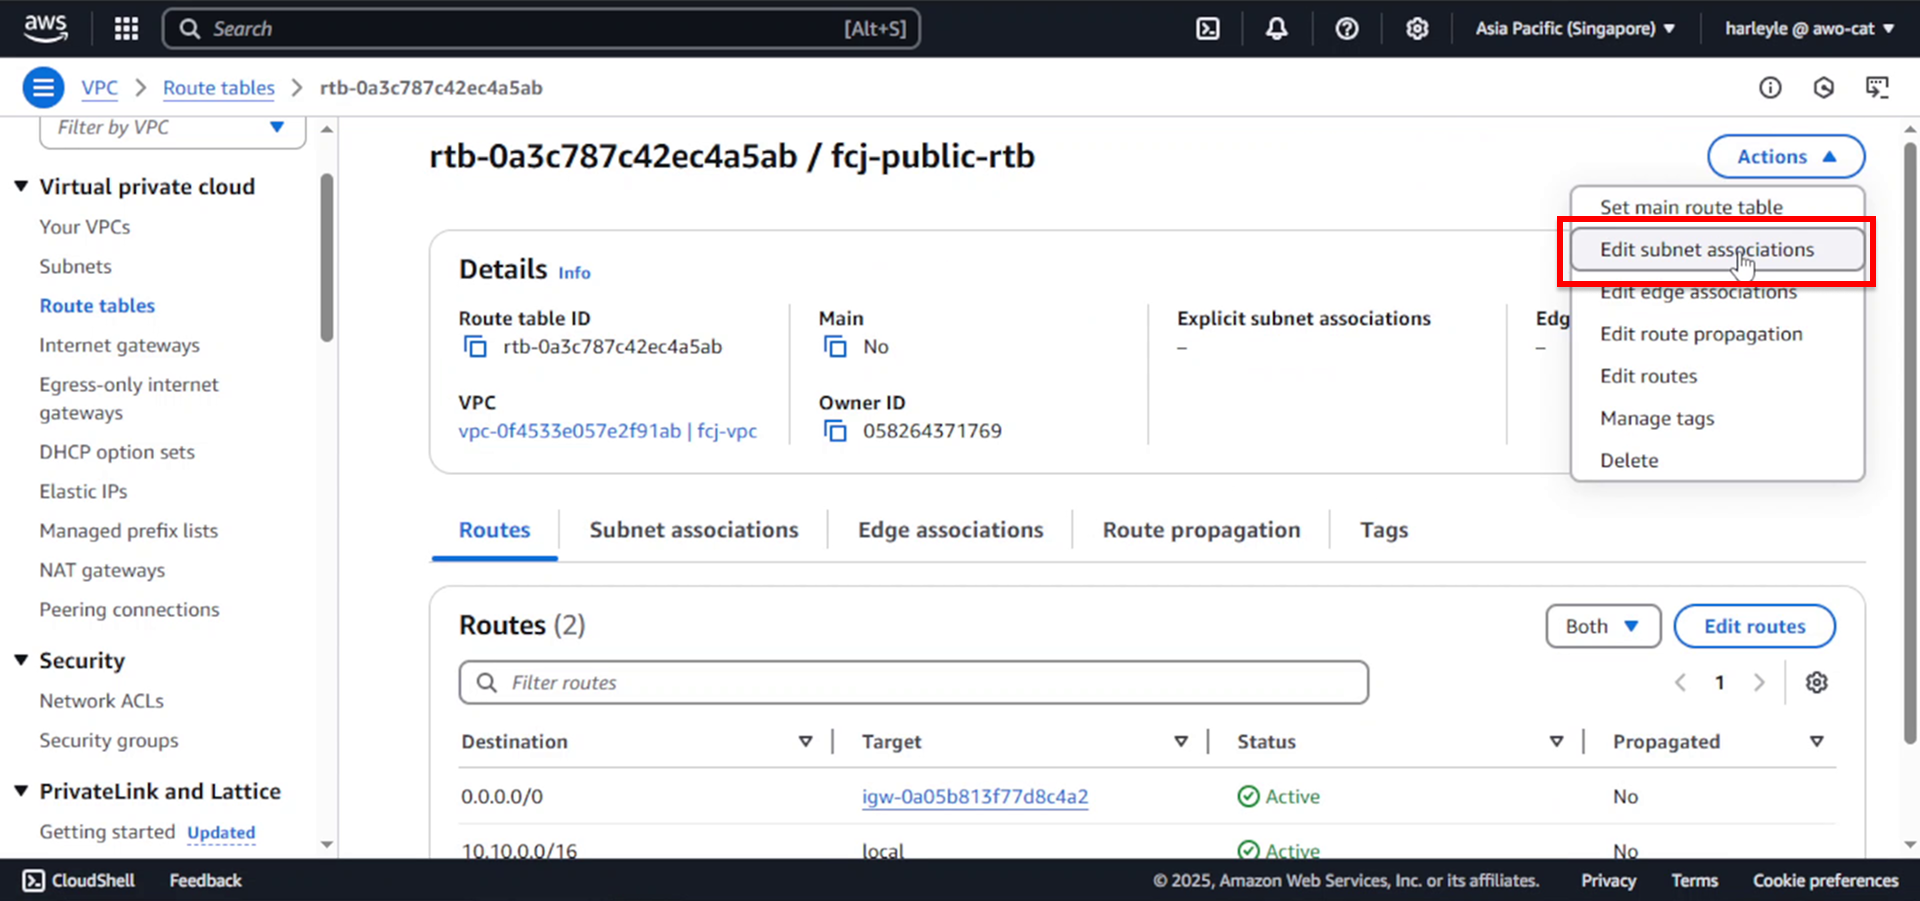 aws
Search [Alt+S]
Asia Pacific (Singapore)
harleyle @ awo-cat
VPC
Route tables
rtb-0a3c787c42ec4a5ab
Filter by VPC
Virtual private cloud
Your VPCs
Subnets
Route tables
Internet gateways
Egress-only internet
gateways
DHCP option sets
Elastic IPs
Managed prefix lists
NAT gateways
Peering connections
Security
Network ACLs
Security groups
PrivateLink and Lattice
Getting started Updated
rtb-0a3c787c42ec4a5ab / fcj-public-rtb
Actions
Set main route table
Edit subnet associations
Edit edge associations
Edit route propagation
Edit routes
Manage tags
Delete
Details Info
Route table ID
rtb-0a3c787c42ec4a5ab
Main
No
Explicit subnet associations
–
Edg
–
VPC
vpc-0f4533e057e2f91ab | fcj-vpc
Owner ID
058264371769
Routes
Subnet associations
Edge associations
Route propagation
Tags
Routes (2)
Both
Edit routes
Filter routes
1
Destination Target Status Propagated
0.0.0.0/0 igw-0a05b813f77d8c4a2 Active No
10.10.0.0/16 local Active No
CloudShell Feedback © 2025, Amazon Web Services, Inc. or its affiliates. Privacy Terms Cookie preferences